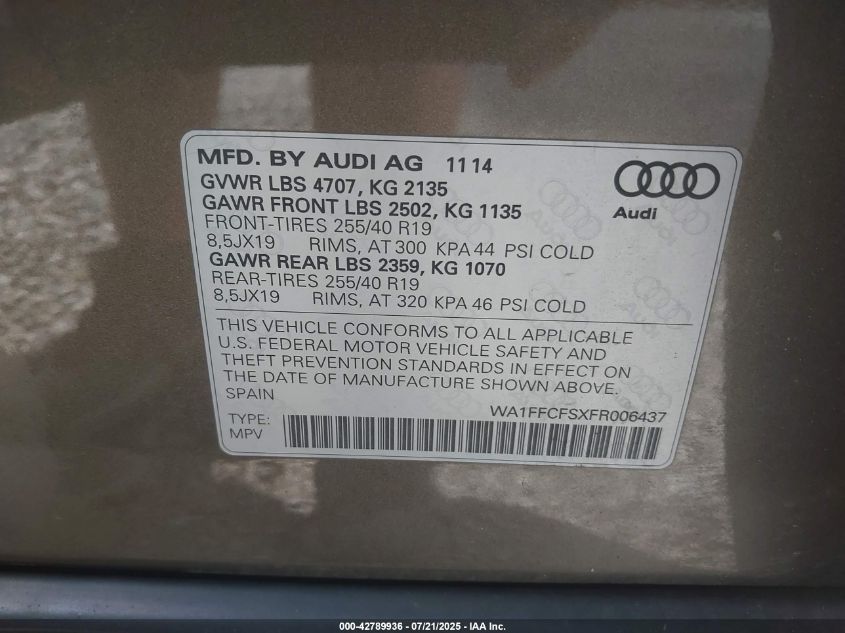 MFD. BY AUDI AG 11 14
GVWR LBS 4707, KG 2135
GAWR FRONT LBS 2502, KG 1135
FRONT-TIRES 255/40 R19
8,5JX19 RIMS, AT 300 KPA 44 PSI COLD
GAWR REAR LBS 2359, KG 1070
REAR-TIRES 255/40 R19
8,5JX19 RIMS, AT 320 KPA 46 PSI COLD
Audi
THIS VEHICLE CONFORMS TO ALL APPLICABLE
U.S. FEDERAL MOTOR VEHICLE SAFETY AND
THEFT PREVENTION STANDARDS IN EFFECT ON
THE DATE OF MANUFACTURE SHOWN ABOVE.
SPAIN
WA1FFCFSXFR006437
TYPE:
MPV
000-42789936 - 07/21/2025 - IAA Inc.